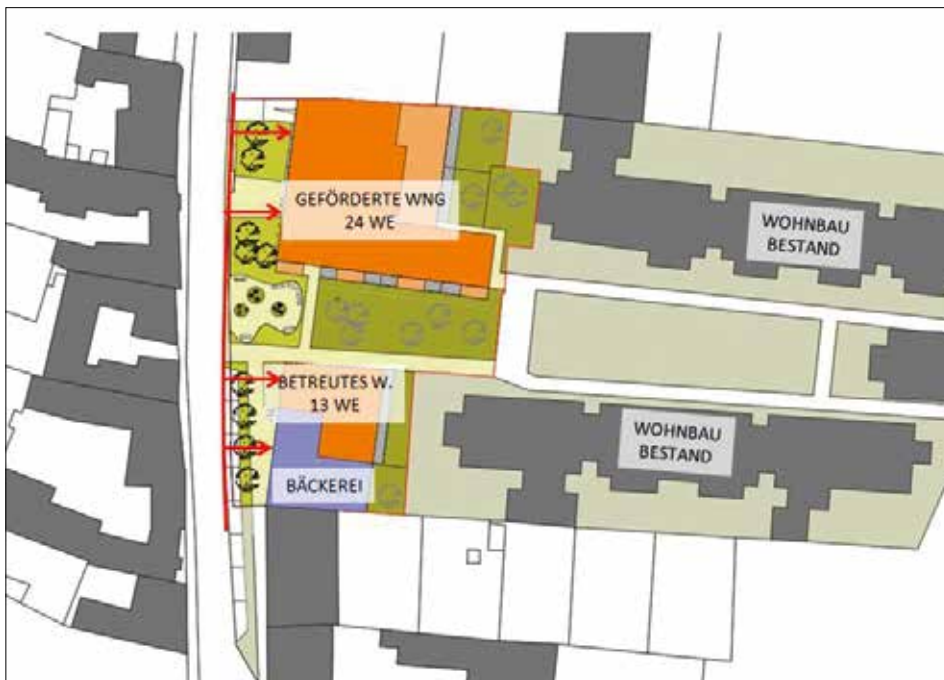 GEFÖRDERTE WNG
24 WE
WOHNBAU
BESTAND
BETREUTES W.
13 WE
WOHNBAU
BESTAND
BÄCKEREI